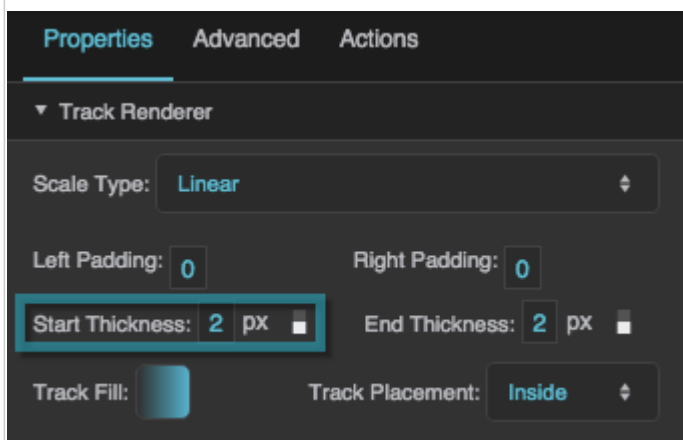 Properties Advanced Actions
Track Renderer
Scale Type: Linear
Left Padding: 0 Right Padding: 0
Start Thickness: 2 px End Thickness: 2 px
Track Fill: Track Placement: Inside